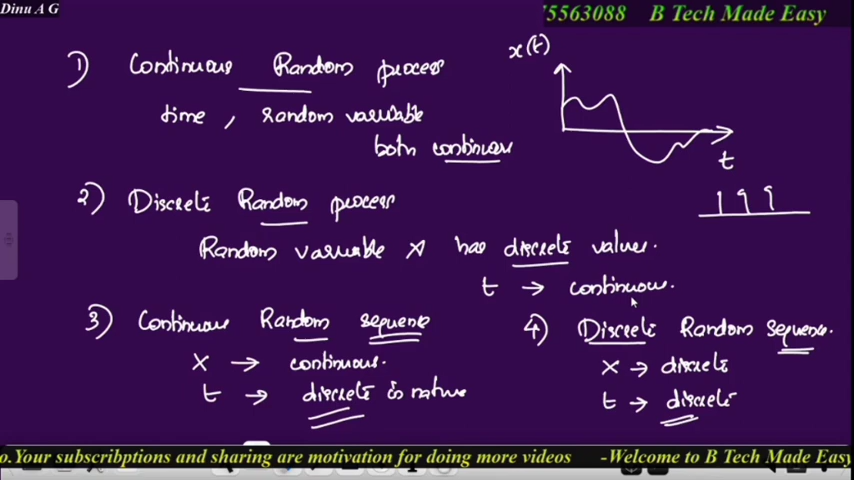 Dinu A G
75563088 B Tech Made Easy
x(t)
1) Continuous Random process
time, random variable
both continuous
t
2) Discrete Random process
Random variable X has discrete values.
t → continuous.
3) Continuous Random sequence
X → continuous.
t → discrete in nature
4) Discrete Random sequence.
X → discrete
t → discrete
o.Your subscribptions and sharing are motivation for doing more videos -Welcome to B Tech Made Easy